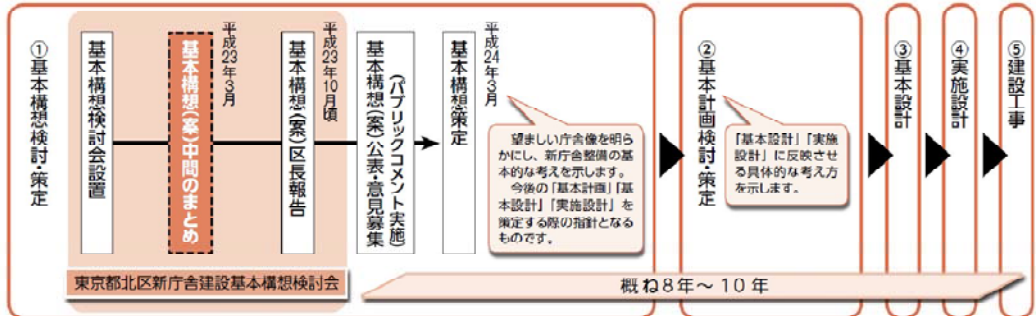 ①基本構想検討・策定
基本構想検討会設置
基本構想(案)中間のまとめ
平成23年3月
基本構想(案)区長報告
平成23年10月頃
基本構想(案)公表・意見募集
(パブリックコメント実施)
基本構想策定
平成24年3月
望ましい庁舎像を明ら
かにし、新庁舎整備の基
本的な考えを示します。
今後の「基本計画」「基
本設計」「実施設計」を
策定する際の指針となる
ものです。
東京都北区新庁舎建設基本構想検討会
②基本計画検討・策定
「基本設計」「実施
設計」に反映させ
る具体的な考え方
を示します。
③基本設計
④実施設計
⑤建設工事
概ね8年~10年